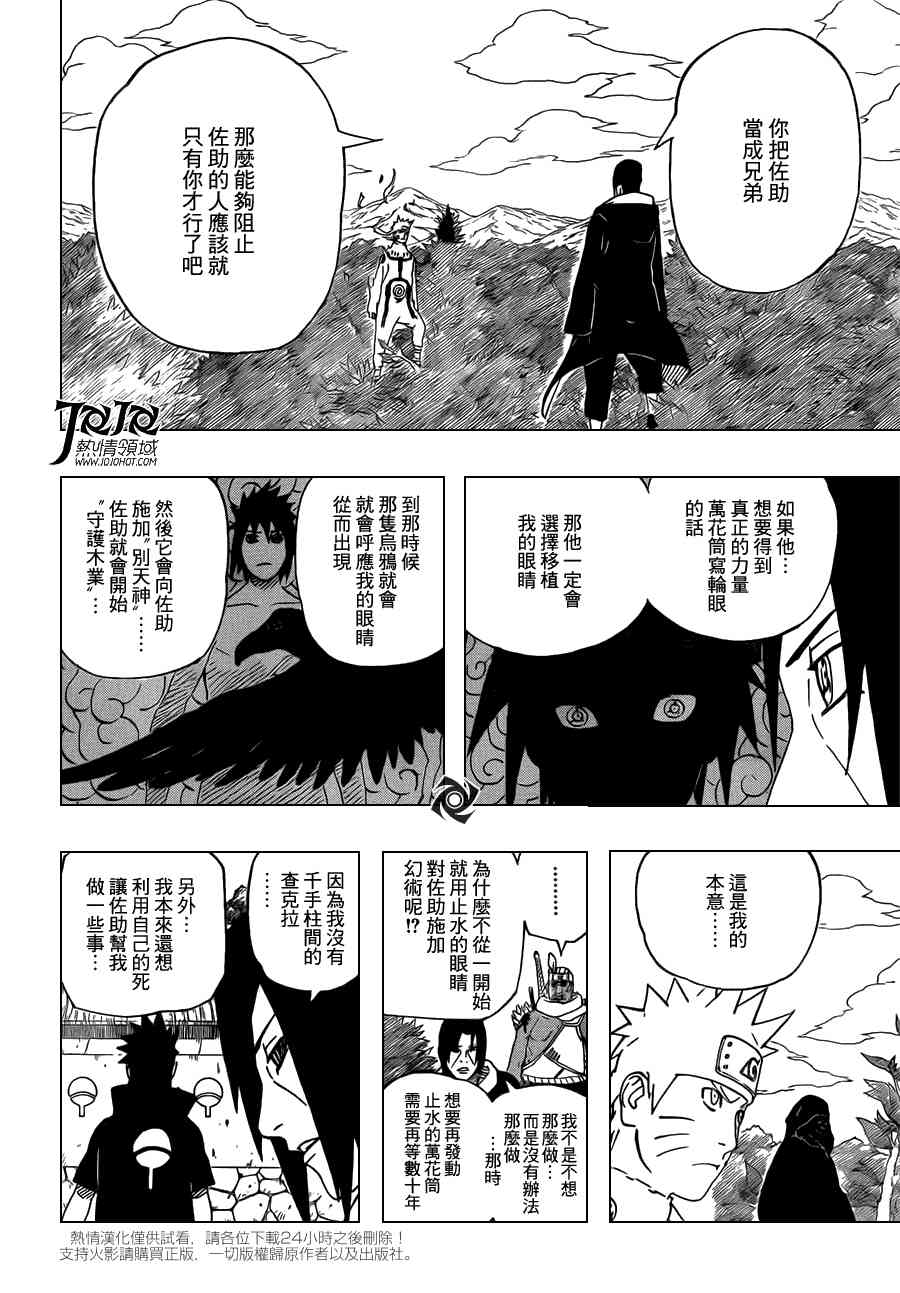 你把佐助
當成兄弟
那麼能夠阻止
佐助的人應該就
只有你才行了吧
JOJO
熱情領域
WWW.JOJOHOT.COM
如果他…
想要得到
真正的力量
萬花筒寫輪眼
的話
那他一定會
選擇移植
我的眼睛
到那時候
那隻烏鴉就會
就會呼應我的眼睛
從而出現
然後它會向佐助
施加〝別天神〞……
佐助就會開始
〝守護木業〞…
這是我的
本意……
………
為什麼不從一開始
就用止水的眼睛
對佐助施加
幻術呢!?
我不是不想
那麼做…
而是沒有辦法
那麼做
…那時
想要再發動
止水的萬花筒
需要再等數十年
因為我沒有
千手柱間的
查克拉
……
另外…
我本來還想
利用自己的死
讓佐助幫我
做一些事…
熱情漢化僅供試看，請各位下載24小時之後刪除！
支持火影請購買正版，一切版權歸原作者以及出版社。